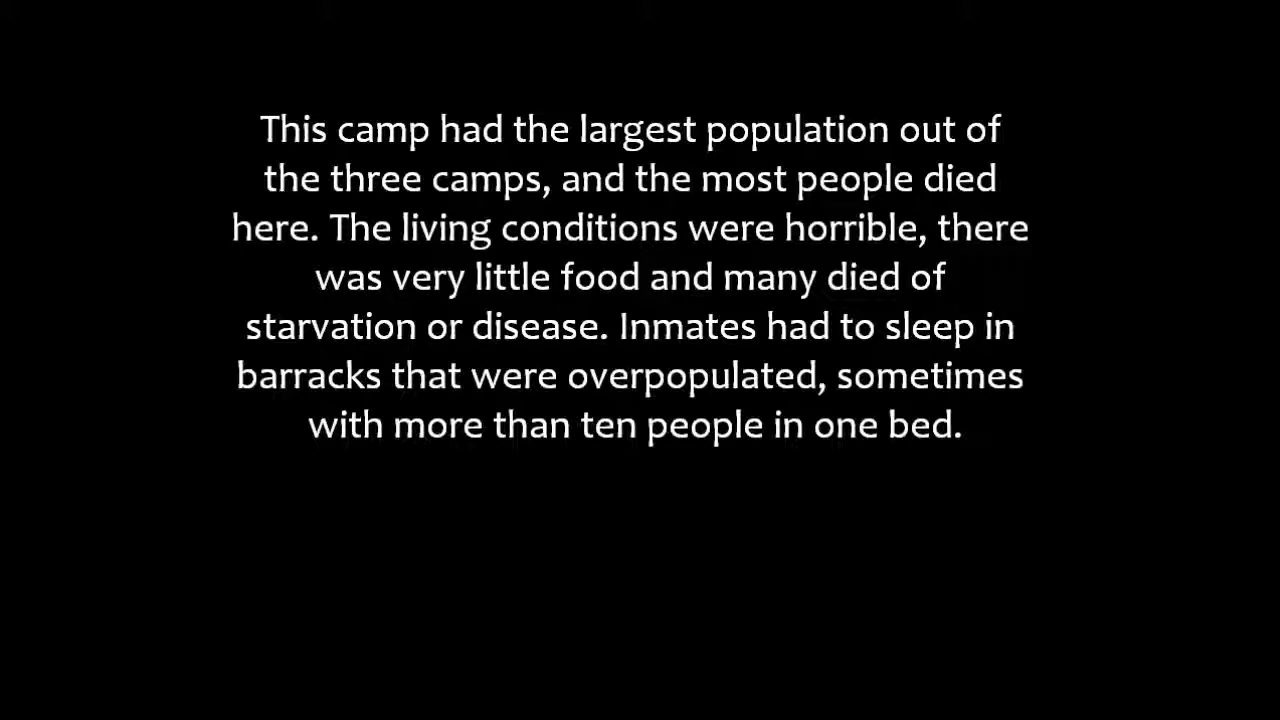 This camp had the largest population out of
the three camps, and the most people died
here. The living conditions were horrible, there
was very little food and many died of
starvation or disease. Inmates had to sleep in
barracks that were overpopulated, sometimes
with more than ten people in one bed.